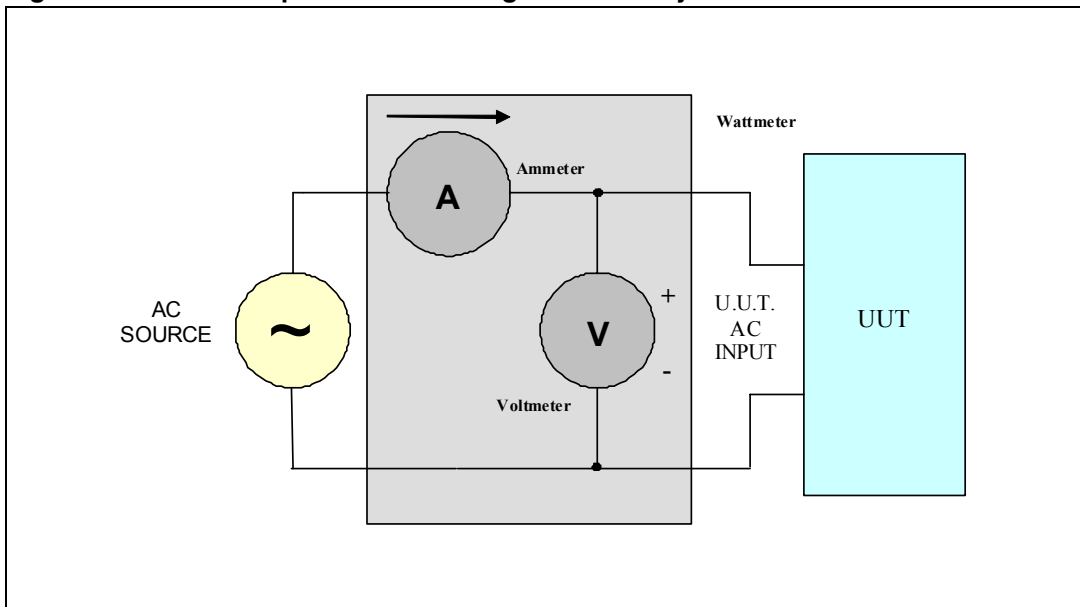 Wattmeter
Ammeter
A
AC
SOURCE
~
V
+
-
U.U.T.
AC
INPUT
UUT
Voltmeter